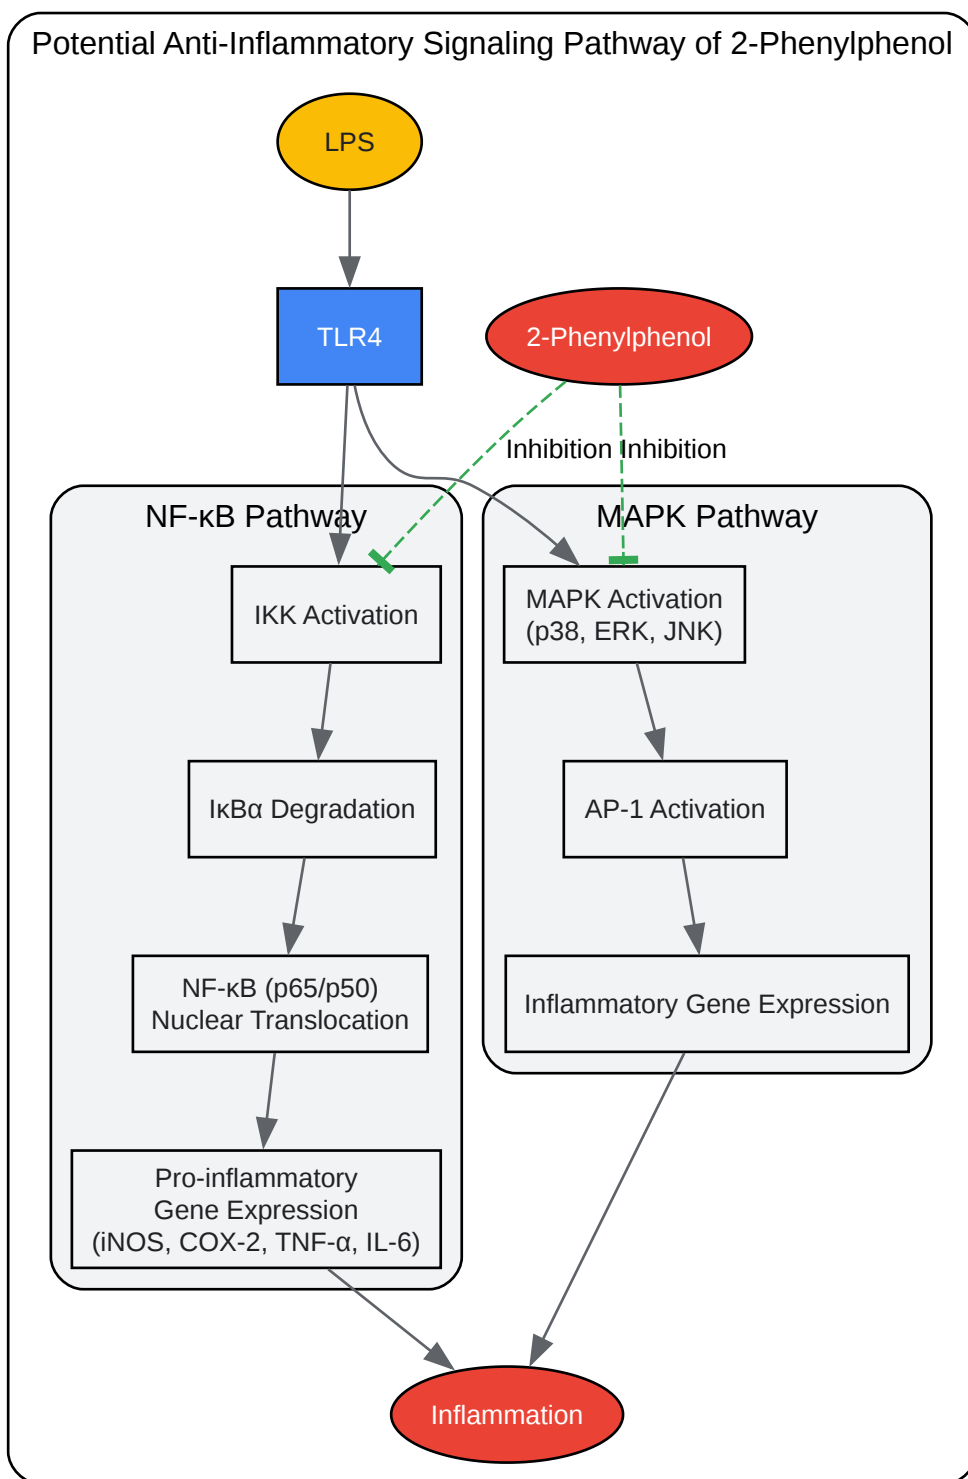 Potential Anti-Inflammatory Signaling Pathway of 2-Phenylphenol
LPS
TLR4
2-Phenylphenol
Inhibition
Inhibition
NF-κB Pathway
MAPK Pathway
IKK Activation
MAPK Activation
(p38, ERK, JNK)
IκBα Degradation
AP-1 Activation
NF-κB (p65/p50)
Nuclear Translocation
Inflammatory Gene Expression
Pro-inflammatory
Gene Expression
(iNOS, COX-2, TNF-α, IL-6)
Inflammation